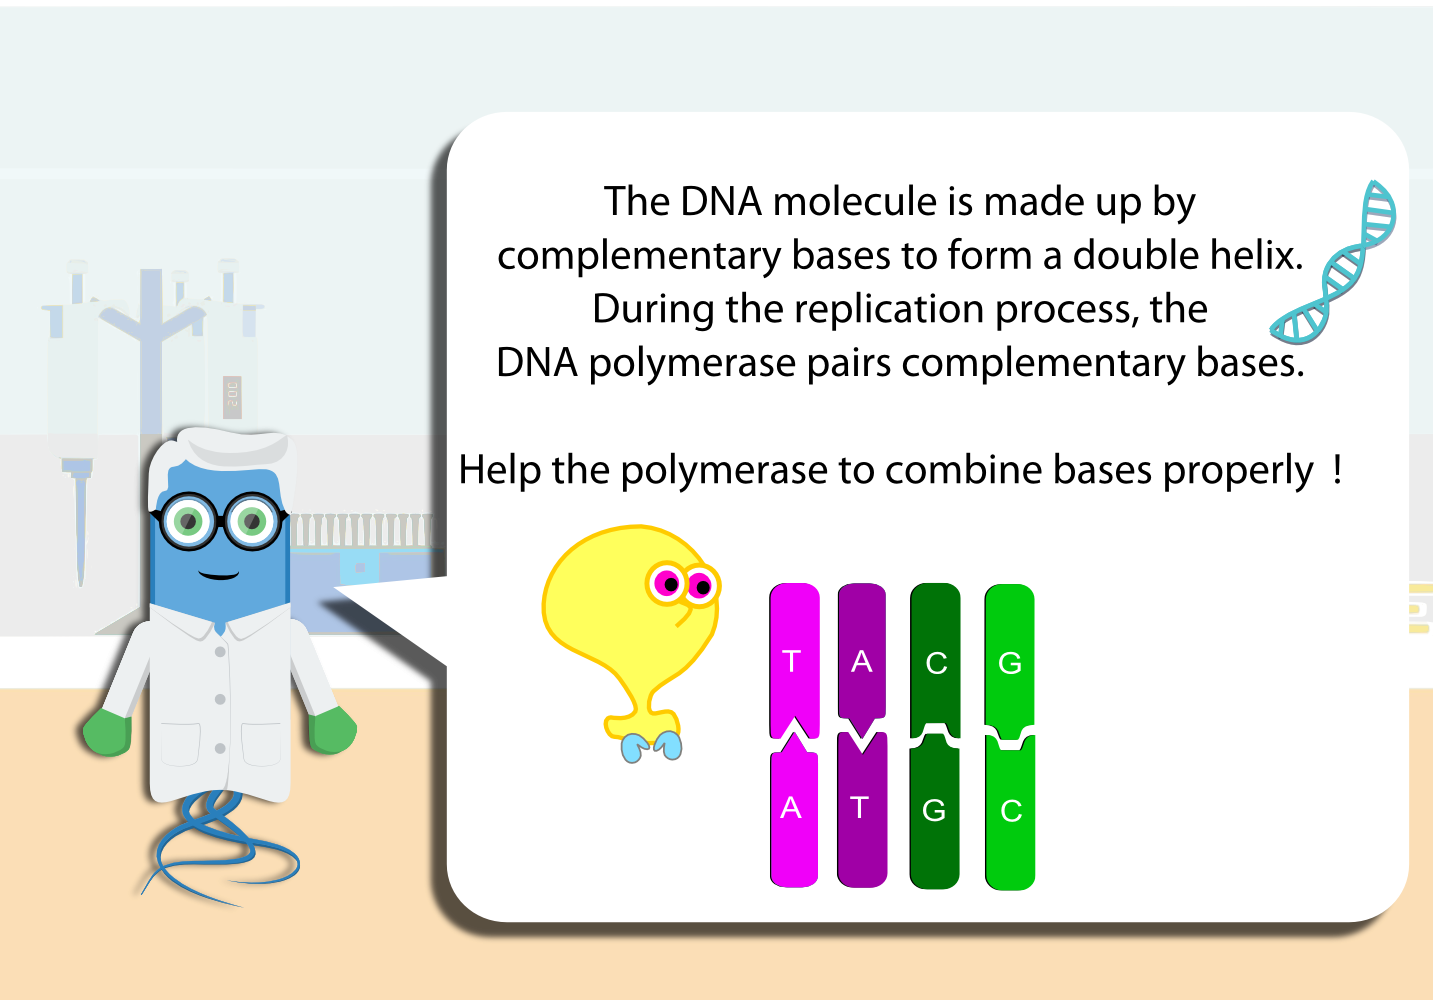 The DNA molecule is made up by
complementary bases to form a double helix.
During the replication process, the
DNA polymerase pairs complementary bases.
Help the polymerase to combine bases properly !
200
T A C G
A T G C